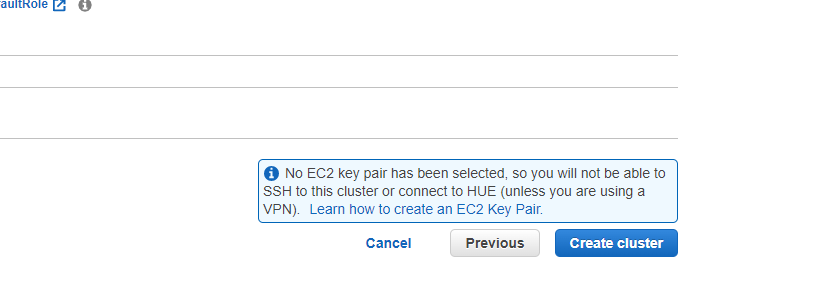 aultRole
No EC2 key pair has been selected, so you will not be able to
SSH to this cluster or connect to HUE (unless you are using a
VPN). Learn how to create an EC2 Key Pair.
Cancel Previous Create cluster